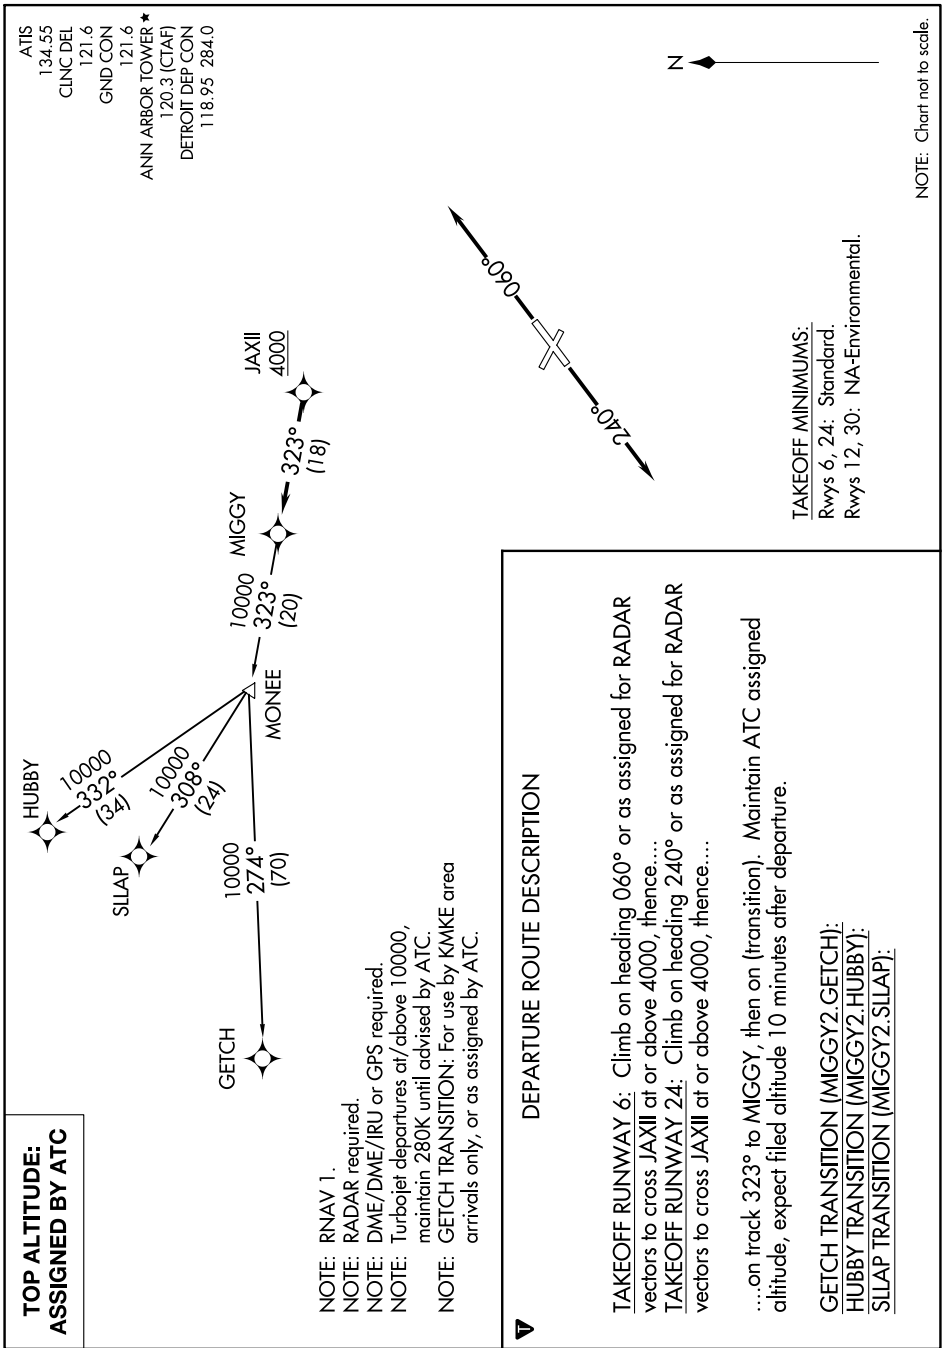 TOP ALTITUDE:
ASSIGNED BY ATC
ATIS
134.55
CLNC DEL
121.6
GND CON
121.6
ANN ARBOR TOWER ★
120.3 (CTAF)
DETROIT DEP CON
118.95 284.0
HUBBY
10000
332°
(34)
SLLAP
10000
308°
(24)
GETCH
10000
274°
(70)
MONEE
10000
323°
(20)
MIGGY
323°
(18)
JAXII
4000
NOTE: RNAV 1.
NOTE: RADAR required.
NOTE: DME/DME/IRU or GPS required.
NOTE: Turbojet departures at/above 10000,
maintain 280K until advised by ATC.
NOTE: GETCH TRANSITION: For use by KMKE area
arrivals only, or as assigned by ATC.
N
060°
240°
TAKEOFF MINIMUMS:
Rwys 6, 24: Standard.
Rwys 12, 30: NA-Environmental.
NOTE: Chart not to scale.
T
DEPARTURE ROUTE DESCRIPTION
TAKEOFF RUNWAY 6: Climb on heading 060° or as assigned for RADAR
vectors to cross JAXII at or above 4000, thence....
TAKEOFF RUNWAY 24: Climb on heading 240° or as assigned for RADAR
vectors to cross JAXII at or above 4000, thence....
....on track 323° to MIGGY, then on (transition). Maintain ATC assigned
altitude, expect filed altitude 10 minutes after departure.
GETCH TRANSITION (MIGGY2.GETCH):
HUBBY TRANSITION (MIGGY2.HUBBY):
SLLAP TRANSITION (MIGGY2.SLLAP):